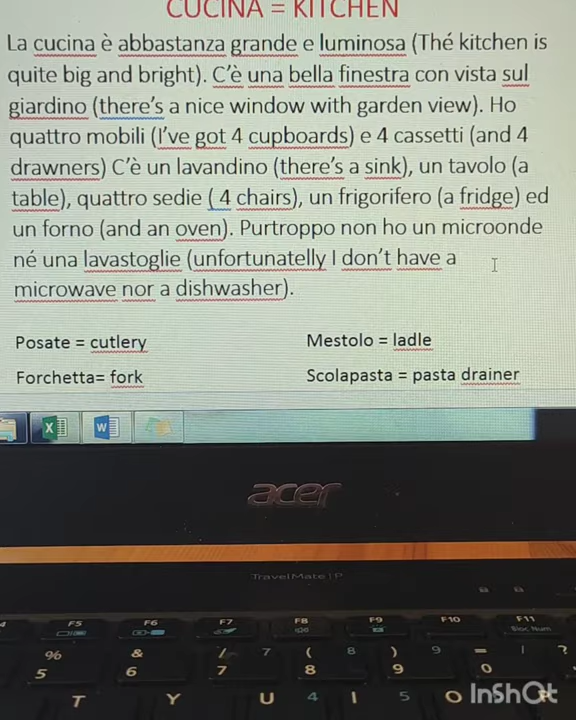 CUCINA = KITCHEN
La cucina è abbastanza grande e luminosa (Thé kitchen is
quite big and bright). C'è una bella finestra con vista sul
giardino (there's a nice window with garden view). Ho
quattro mobili (I've got 4 cupboards) e 4 cassetti (and 4
drawners) C'è un lavandino (there's a sink), un tavolo (a
table), quattro sedie ( 4 chairs), un frigorifero (a fridge) ed
un forno (and an oven). Purtroppo non ho un microonde
né una lavastoglie (unfortunatelly I don't have a
microwave nor a dishwasher).
Posate = cutlery
Mestolo = ladle
Forchetta= fork
Scolapasta = pasta drainer
acer
TravelMate | P
F5 F6 F7 F8 F9 F10 F11
Bloc Num
% & / 7 ( 8 ) 9 = ?
5 6 7 8 9 0
T Y U 4 I 5 O P
InShOt